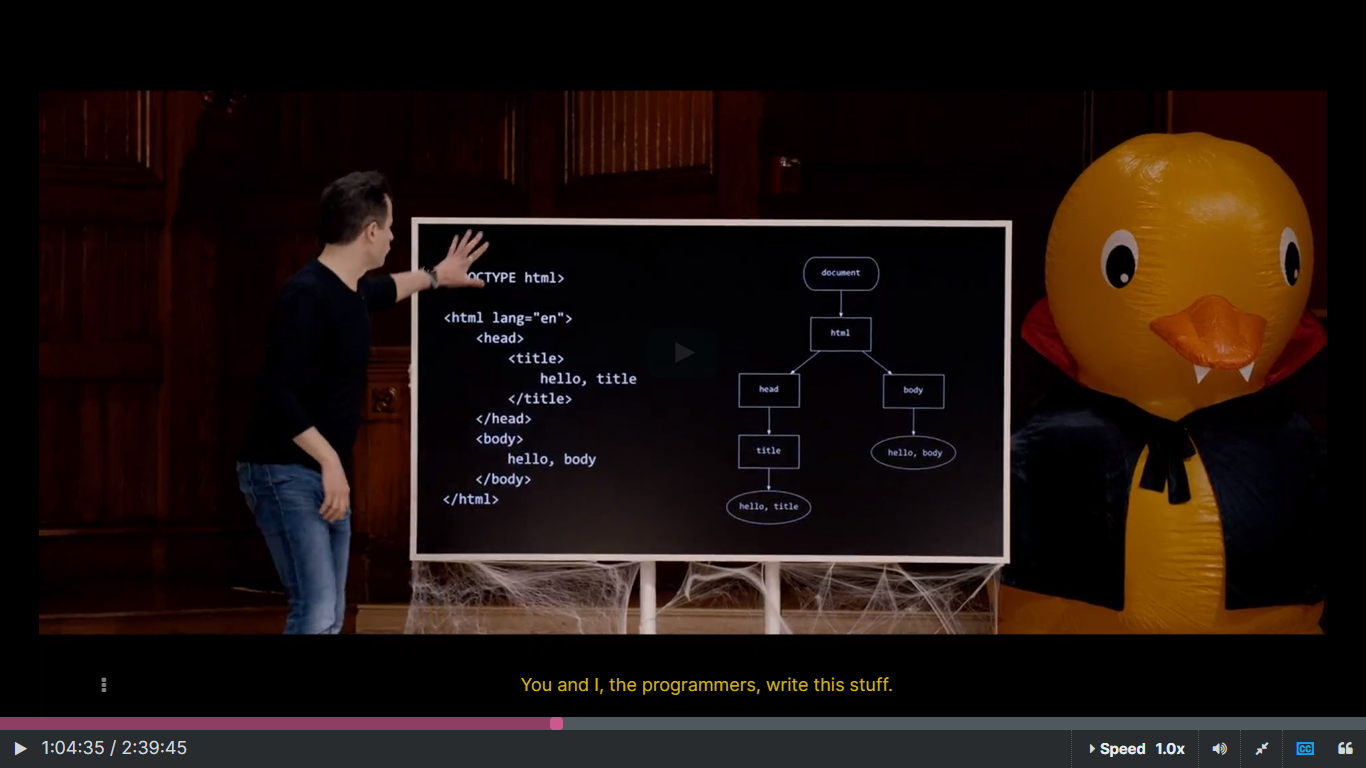 OCTYPE html>
<html lang="en">
<head>
<title>
hello, title
</title>
</head>
<body>
hello, body
</body>
</html>
document
html
head
body
title
hello, body
hello, title
You and I, the programmers, write this stuff.
1:04:35 / 2:39:45
Speed 1.0x
CC